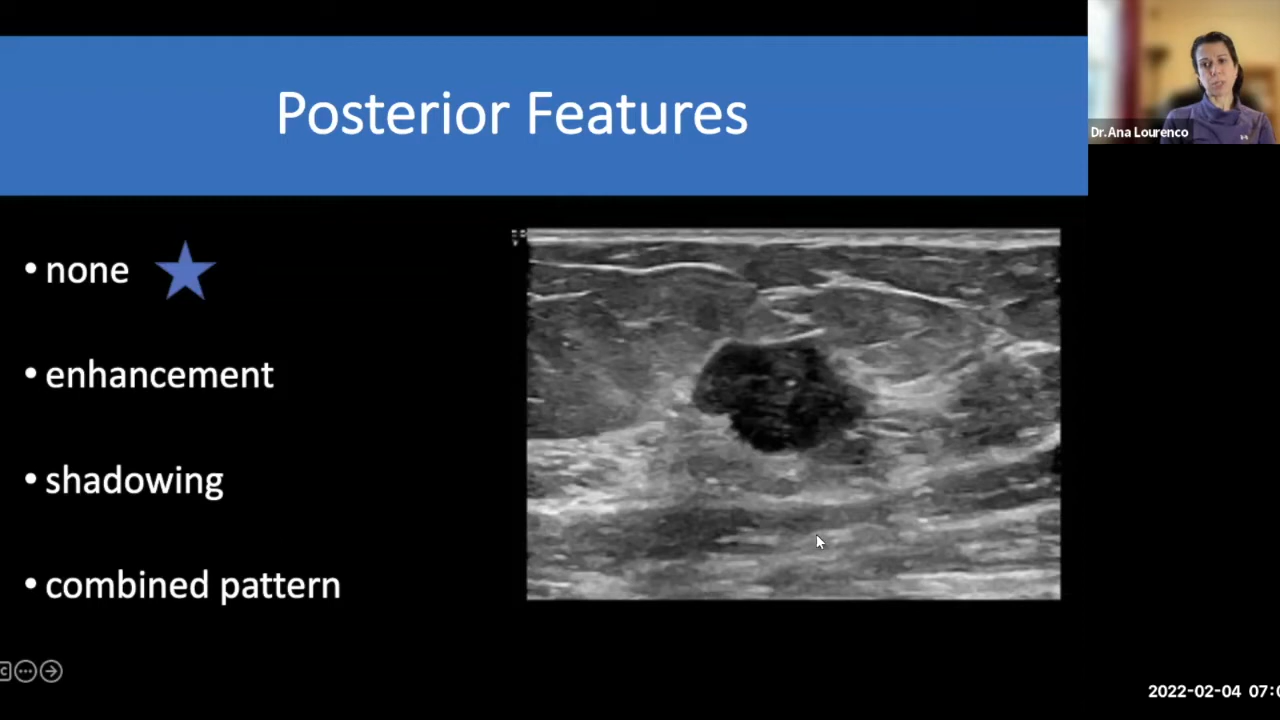 Posterior Features
Dr. Ana Lourenco
• none
• enhancement
• shadowing
• combined pattern
2022-02-04 07:0